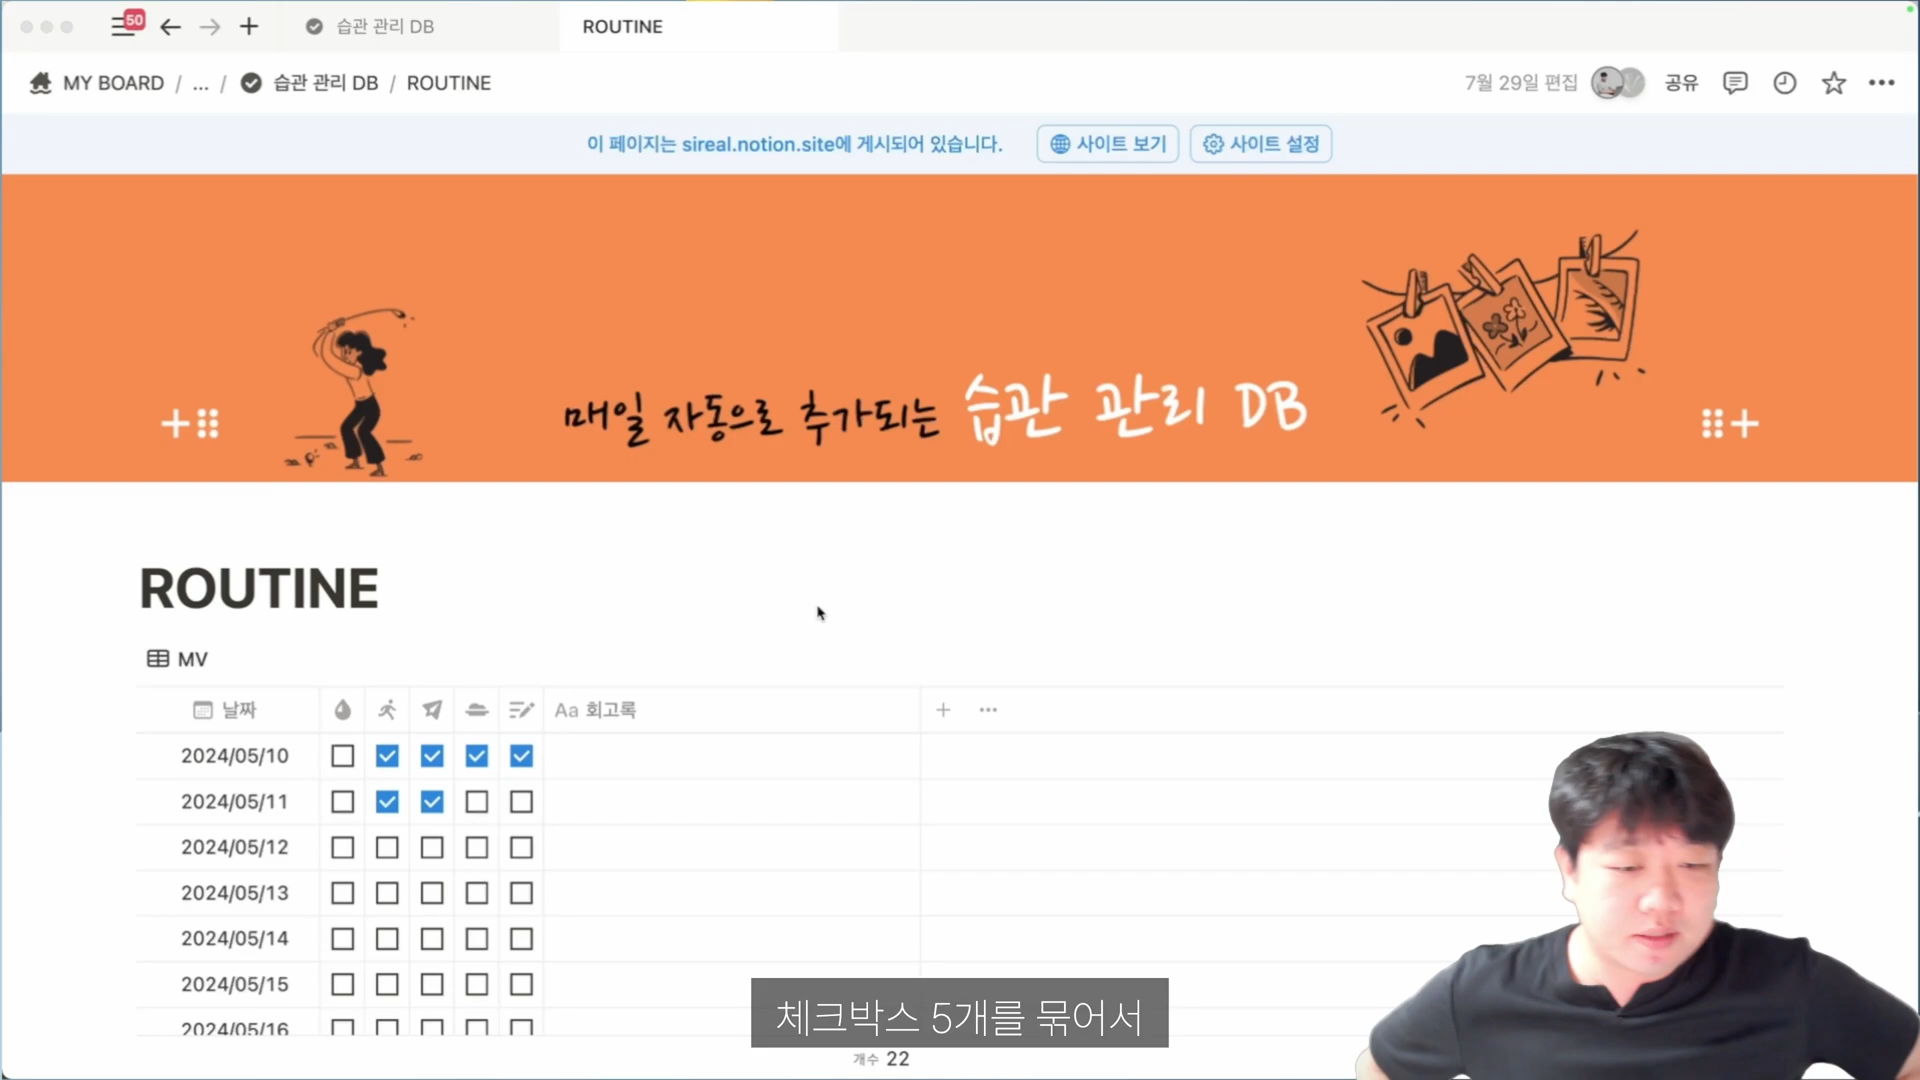 50
습관 관리 DB
ROUTINE
MY BOARD / ... / 습관 관리 DB / ROUTINE
7월 29일 편집
공유
이 페이지는 sireal.notion.site에 게시되어 있습니다.
사이트 보기
사이트 설정
매일 자동으로 추가되는 습관 관리 DB
ROUTINE
MV
날짜
Aa 회고록
2024/05/10
2024/05/11
2024/05/12
2024/05/13
2024/05/14
2024/05/15
2024/05/16
체크박스 5개를 묶어서
개수 22